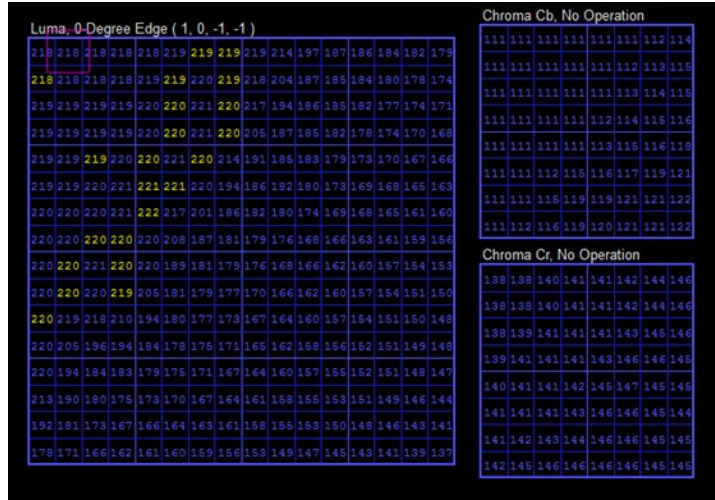 Luma, 0-Degree Edge ( 1, 0, -1, -1 )
218 218 218 218 218 219 219 219 219 214 197 187 186 184 182 179
218 218 218 218 219 219 220 219 218 204 187 185 184 180 178 174
219 219 219 219 220 220 221 220 217 194 186 185 182 177 174 171
219 219 219 219 220 220 221 220 205 187 185 182 178 174 170 168
219 219 219 220 220 221 220 214 191 185 183 179 173 170 167 166
219 219 220 221 221 221 220 194 186 182 180 173 169 168 165 163
220 220 220 221 222 217 201 186 182 180 174 169 168 165 161 160
220 220 220 220 220 208 187 181 179 176 168 166 163 161 159 156
220 220 221 220 220 189 181 179 176 168 166 162 160 157 154 153
220 220 220 219 205 181 179 177 170 166 162 160 157 154 151 150
220 219 218 210 194 180 177 173 167 164 160 157 154 151 150 148
220 205 196 194 184 178 175 171 165 162 158 156 152 151 149 148
220 194 184 183 179 175 171 167 164 160 157 155 152 151 148 147
213 190 180 175 173 170 167 164 161 158 155 153 151 149 146 144
192 181 173 167 166 164 163 161 158 155 153 150 148 146 143 141
178 171 166 162 161 160 159 156 153 149 147 145 143 141 139 137
Chroma Cb, No Operation
111 111 111 111 111 111 112 114
111 111 111 111 111 112 113 115
111 111 111 111 111 113 114 115
111 111 111 111 112 114 115 116
111 111 111 111 113 115 116 118
111 111 112 115 116 117 119 121
111 111 115 119 119 121 121 122
111 112 116 119 120 121 121 122
Chroma Cr, No Operation
138 138 140 141 141 142 144 146
138 138 140 141 141 143 145 146
138 139 141 141 141 143 145 146
139 141 141 141 143 146 146 145
140 141 141 142 145 147 145 145
141 141 141 143 146 146 145 144
141 142 143 144 146 146 145 145
142 145 146 146 146 146 145 145